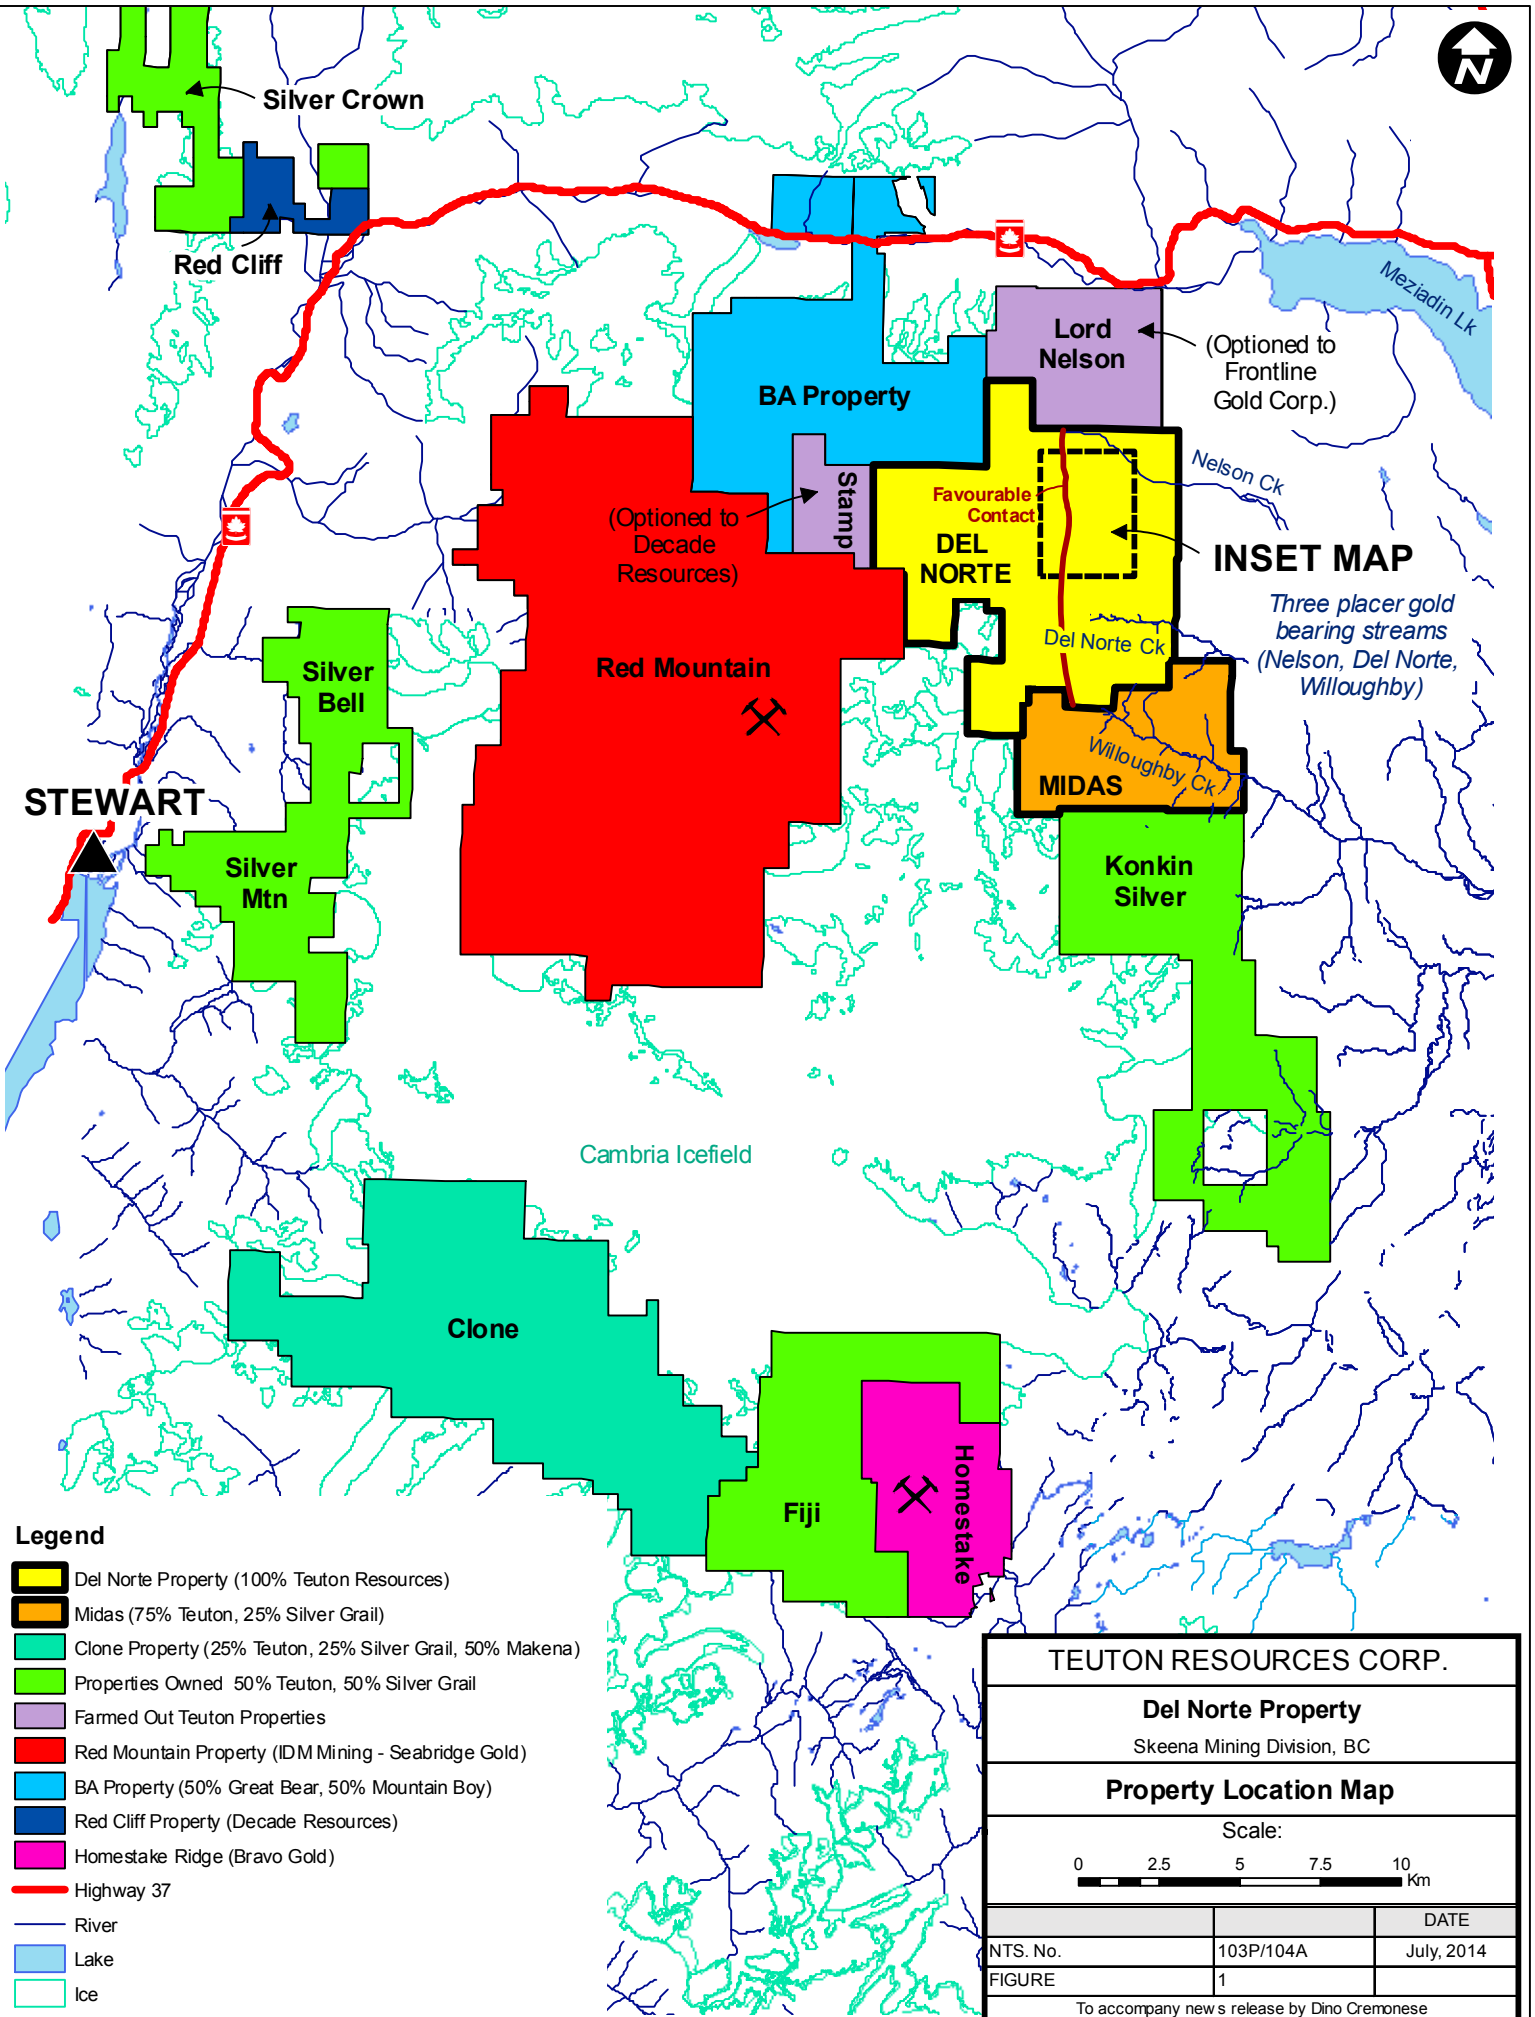 N
Silver Crown
Red Cliff
Meziadin Lk
Lord
Nelson
(Optioned to
Frontline
Gold Corp.)
BA Property
Nelson Ck
Stamp
Favourable
Contact
(Optioned to
Decade
Resources)
DEL
NORTE
INSET MAP
Three placer gold
bearing streams
(Nelson, Del Norte,
Willoughby)
Del Norte Ck
Red Mountain
Silver
Bell
Willoughby Ck
MIDAS
STEWART
Silver
Mtn
Konkin
Silver
Cambria Icefield
Clone
Homestake
Fiji
Legend
Del Norte Property (100% Teuton Resources)
Midas (75% Teuton, 25% Silver Grail)
Clone Property (25% Teuton, 25% Silver Grail, 50% Makena)
Properties Owned 50% Teuton, 50% Silver Grail
Farmed Out Teuton Properties
Red Mountain Property (IDM Mining - Seabridge Gold)
BA Property (50% Great Bear, 50% Mountain Boy)
Red Cliff Property (Decade Resources)
Homestake Ridge (Bravo Gold)
Highway 37
River
Lake
Ice
TEUTON RESOURCES CORP.
Del Norte Property
Skeena Mining Division, BC
Property Location Map
Scale:
0 2.5 5 7.5 10
Km
DATE
NTS. No. 103P/104A July, 2014
FIGURE 1
To accompany news release by Dino Cremonese